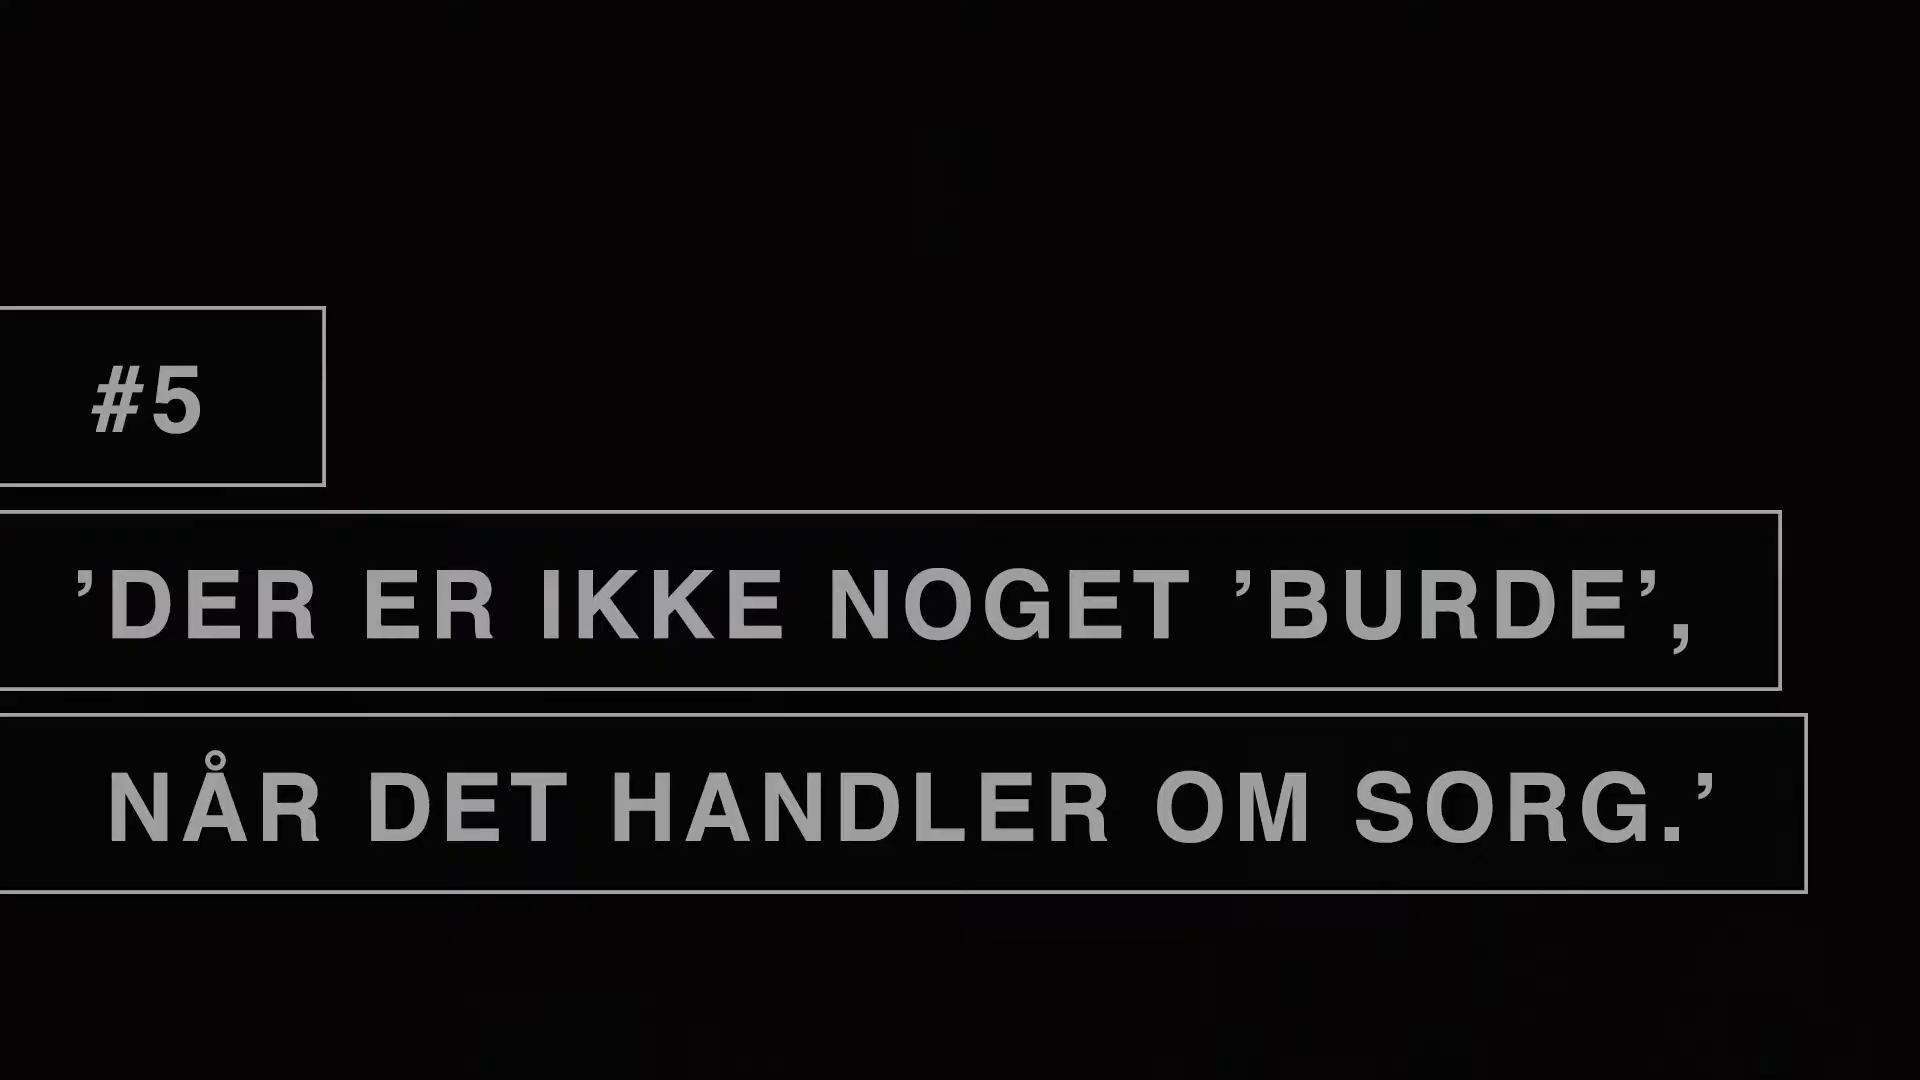 #5
’DER ER IKKE NOGET ’BURDE’,
NÅR DET HANDLER OM SORG.’